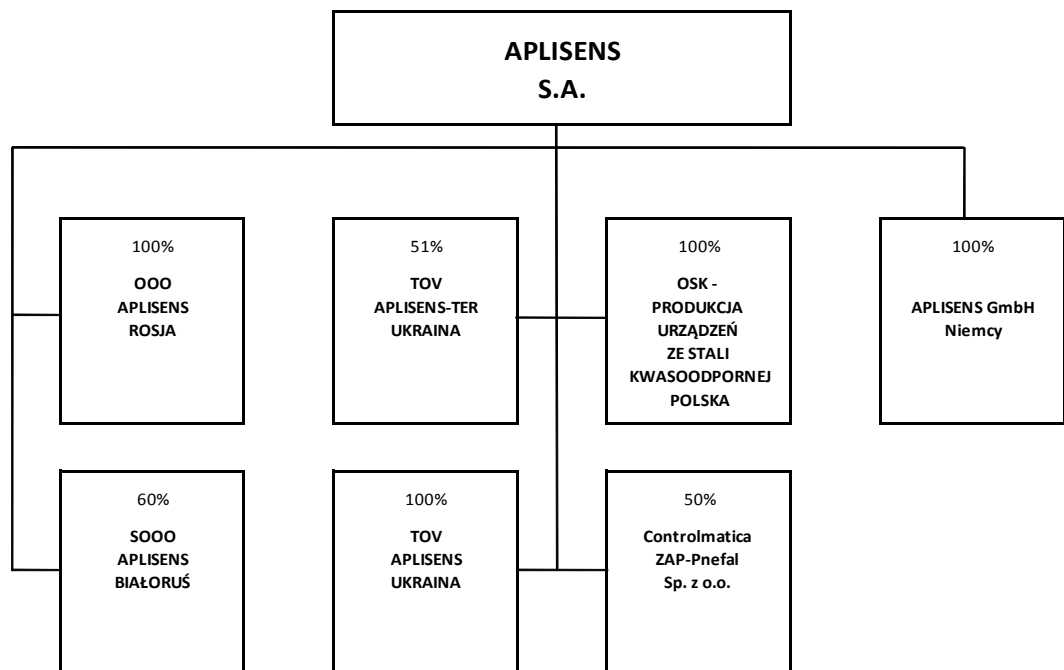 APLISENS
S.A.
100%
OOO
APLISENS
ROSJA
51%
TOV
APLISENS-TER
UKRAINA
100%
OSK -
PRODUKCJA
URZĄDZEŃ
ZE STALI
KWASOODPORNEJ
POLSKA
100%
APLISENS GmbH
Niemcy
60%
SOOO
APLISENS
BIAŁORUŚ
100%
TOV
APLISENS
UKRAINA
50%
Controlmatica
ZAP-Pnefal
Sp. z o.o.